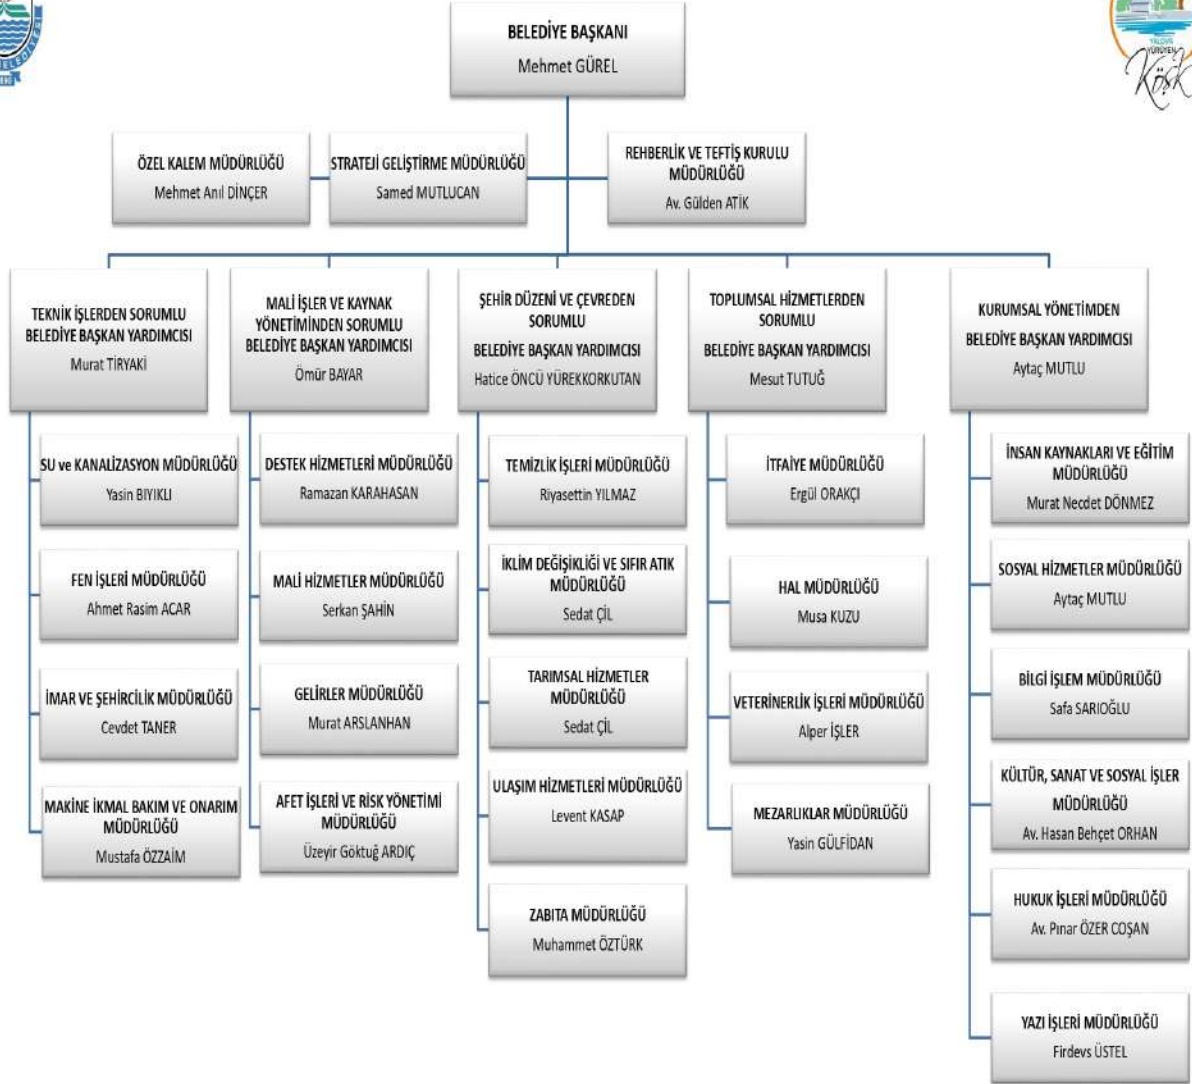 BELEDİYESİ
YALOVA
YÜRÜYEN
Köşk
BELEDİYE BAŞKANI
Mehmet GÜREL
ÖZEL KALEM MÜDÜRLÜĞÜ
Mehmet Anıl DİNÇER
STRATEJİ GELİŞTİRME MÜDÜRLÜĞÜ
Samed MUTLUCAN
REHBERLİK VE TEFTİŞ KURULU
MÜDÜRLÜĞÜ
Av. Gülden ATİK
TEKNİK İŞLERDEN SORUMLU
BELEDİYE BAŞKAN YARDIMCISI
Murat TİRYAKİ
SU ve KANALİZASYON MÜDÜRLÜĞÜ
Yasin BIYIKLI
FEN İŞLERİ MÜDÜRLÜĞÜ
Ahmet Rasim ACAR
İMAR VE ŞEHİRCİLİK MÜDÜRLÜĞÜ
Cevdet TANER
MAKİNE İKMAL BAKIM VE ONARIM
MÜDÜRLÜĞÜ
Mustafa ÖZZAİM
MALİ İŞLER VE KAYNAK
YÖNETİMİNDEN SORUMLU
BELEDİYE BAŞKAN YARDIMCISI
Ömür BAYAR
DESTEK HİZMETLERİ MÜDÜRLÜĞÜ
Ramazan KARAHASAN
MALİ HİZMETLER MÜDÜRLÜĞÜ
Serkan ŞAHİN
GELİRLER MÜDÜRLÜĞÜ
Murat ARSLANHAN
AFET İŞLERİ VE RİSK YÖNETİMİ
MÜDÜRLÜĞÜ
Üzeyir Göktuğ ARDIÇ
ŞEHİR DÜZENİ VE ÇEVREDEN
SORUMLU
BELEDİYE BAŞKAN YARDIMCISI
Hatice ÖNCÜ YÜREKKORKUTAN
TEMİZLİK İŞLERİ MÜDÜRLÜĞÜ
Riyasettin YILMAZ
İKLİM DEĞİŞİKLİĞİ VE SIFIR ATIK
MÜDÜRLÜĞÜ
Sedat ÇİL
TARIMSAL HİZMETLER
MÜDÜRLÜĞÜ
Sedat ÇİL
ULAŞIM HİZMETLERİ MÜDÜRLÜĞÜ
Levent KASAP
ZABITA MÜDÜRLÜĞÜ
Muhammet ÖZTÜRK
TOPLUMSAL HİZMETLERDEN
SORUMLU
BELEDİYE BAŞKAN YARDIMCISI
Mesut TUTUĞ
İTFAİYE MÜDÜRLÜĞÜ
Ergül ORAKÇI
HAL MÜDÜRLÜĞÜ
Musa KUZU
VETERİNERLİK İŞLERİ MÜDÜRLÜĞÜ
Alper İŞLER
MEZARLIKLAR MÜDÜRLÜĞÜ
Yasin GÜLFİDAN
KURUMSAL YÖNETİMDEN
BELEDİYE BAŞKAN YARDIMCISI
Aytaç MUTLU
İNSAN KAYNAKLARI VE EĞİTİM
MÜDÜRLÜĞÜ
Murat Necdet DÖNMEZ
SOSYAL HİZMETLER MÜDÜRLÜĞÜ
Aytaç MUTLU
BİLGİ İŞLEM MÜDÜRLÜĞÜ
Safa SARIOĞLU
KÜLTÜR, SANAT VE SOSYAL İŞLER
MÜDÜRLÜĞÜ
Av. Hasan Behçet ORHAN
HUKUK İŞLERİ MÜDÜRLÜĞÜ
Av. Pınar ÖZER COŞAN
YAZI İŞLERİ MÜDÜRLÜĞÜ
Firdevs ÜSTEL